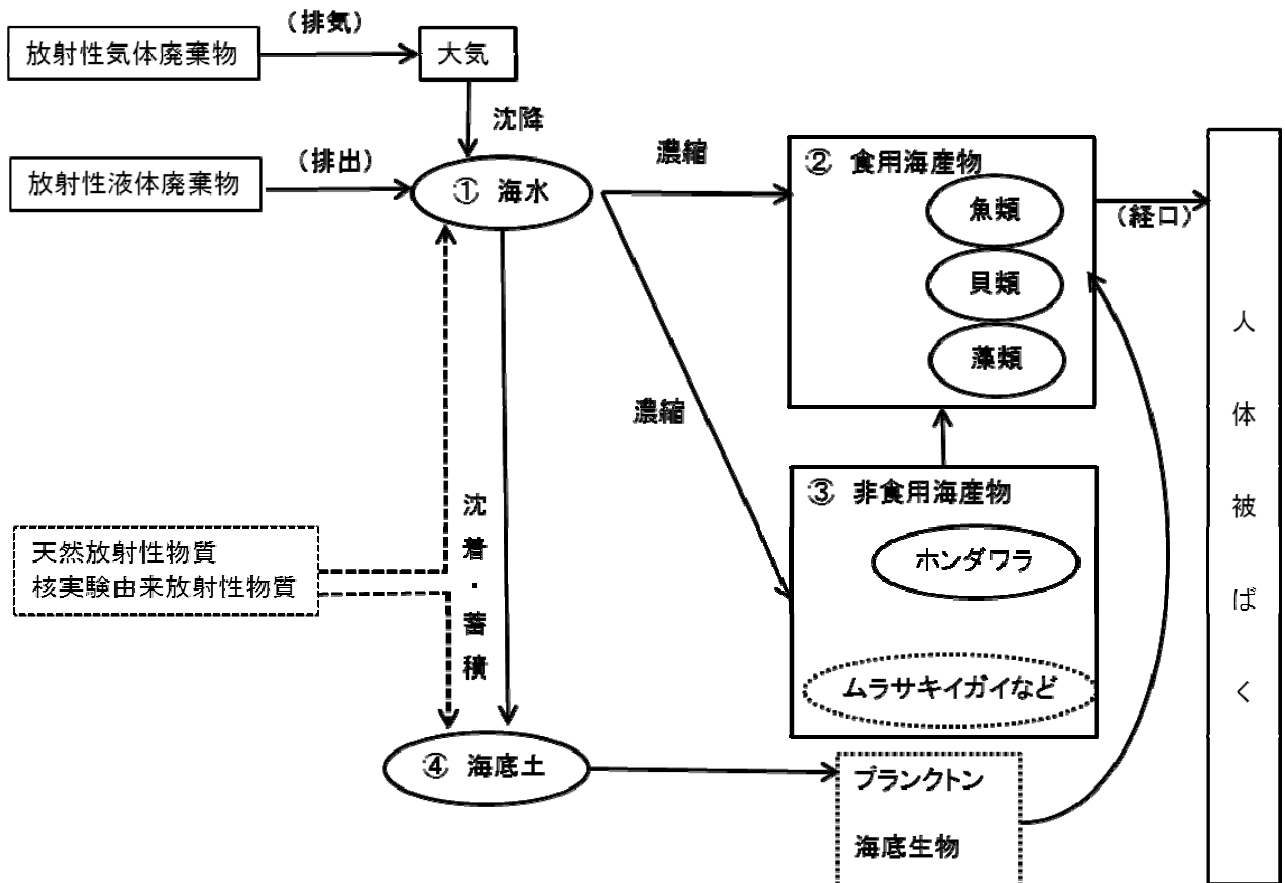 （排気）
放射性気体廃棄物
大気
沈降
（排出）
放射性液体廃棄物
① 海水
濃縮
② 食用海産物
魚類
貝類
藻類
（経口）
人体被ばく
濃縮
③ 非食用海産物
ホンダワラ
ムラサキイガイなど
天然放射性物質
核実験由来放射性物質
沈着・蓄積
④ 海底土
プランクトン
海底生物